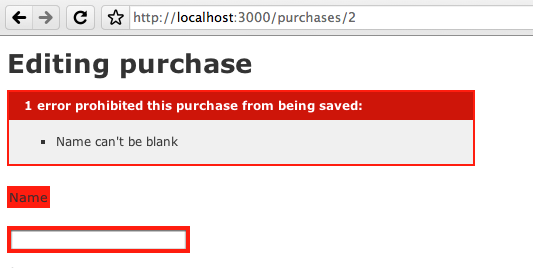 http://localhost:3000/purchases/2
Editing purchase
1 error prohibited this purchase from being saved:
Name can't be blank
Name